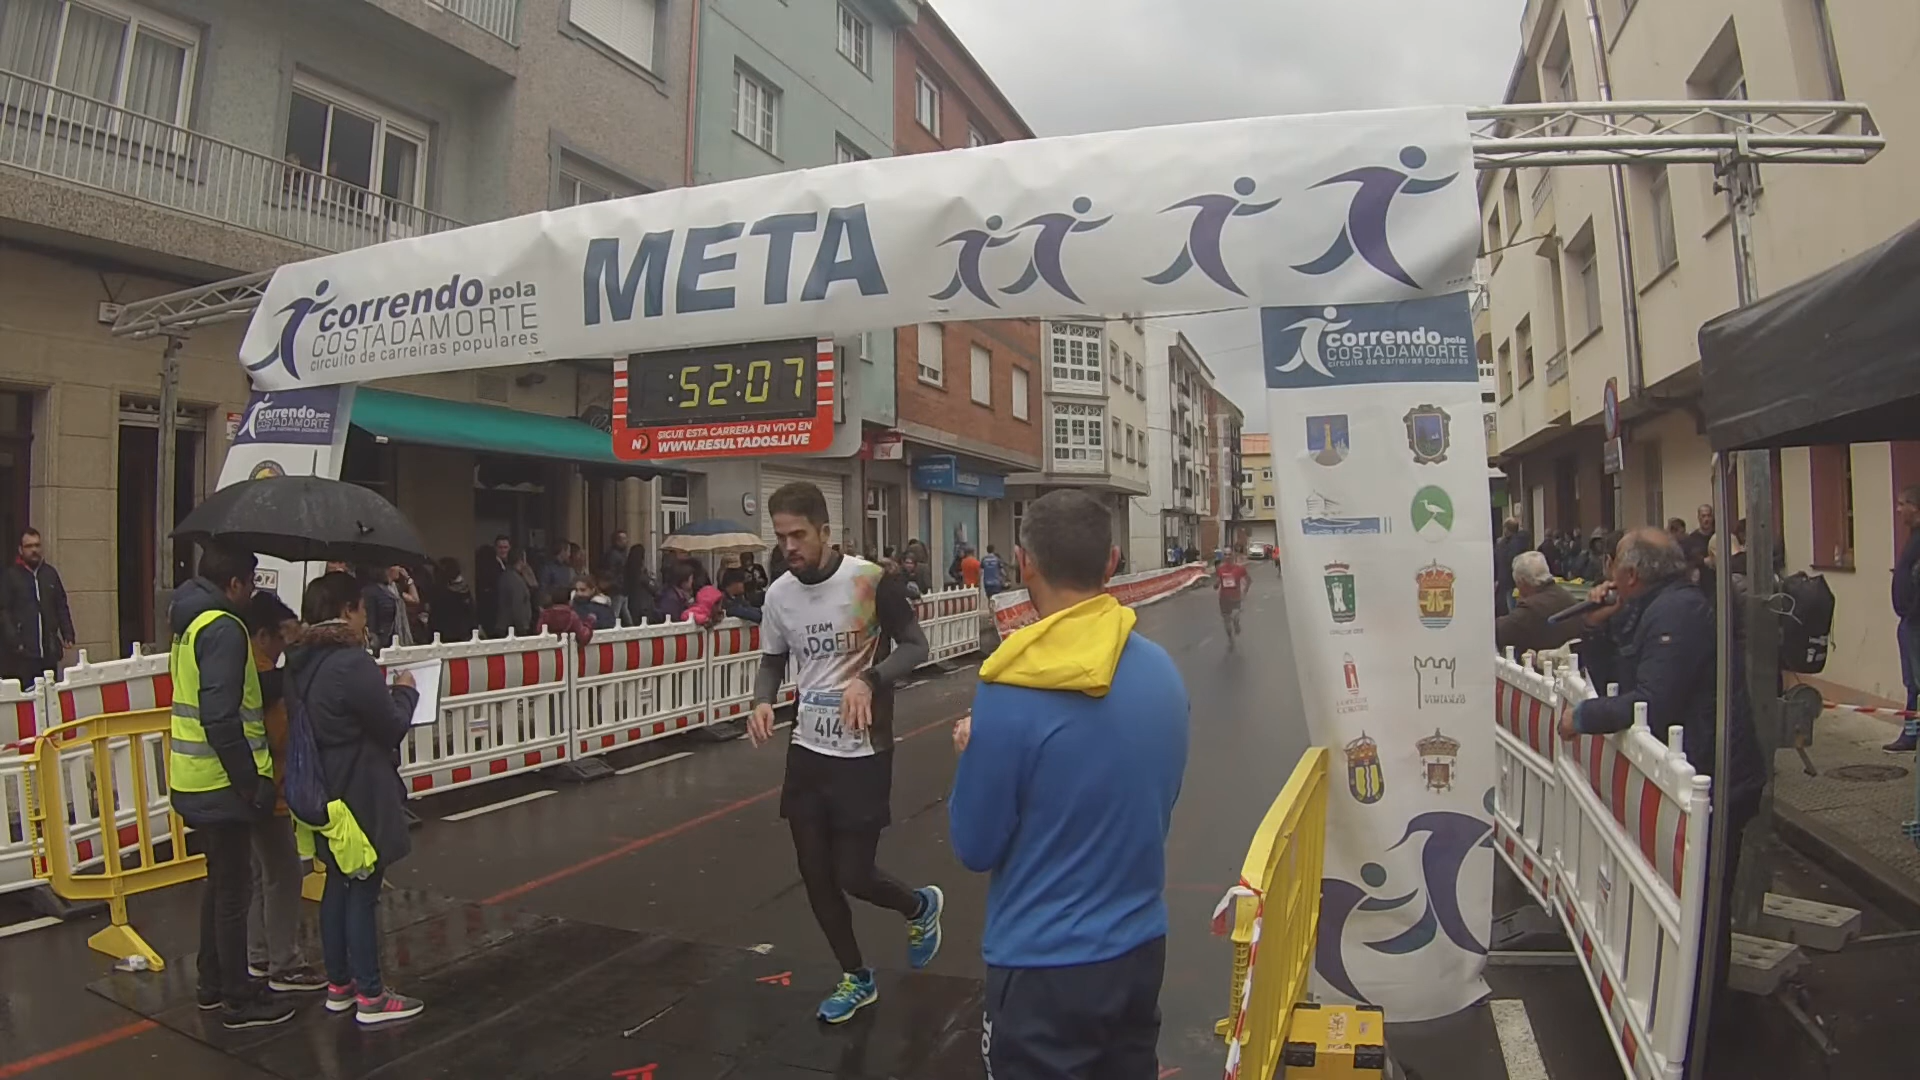 correndo pola
COSTADAMORTE
circuito de carreiras populares
META
:52:07
SIGUE ESTA CARRERA EN VIVO EN
WWW.RESULTADOS.LIVE
correndo pola
COSTADAMORTE
correndo pola
COSTADAMORTE
circuito de carreiras populares
TEAM
DaFIT
414